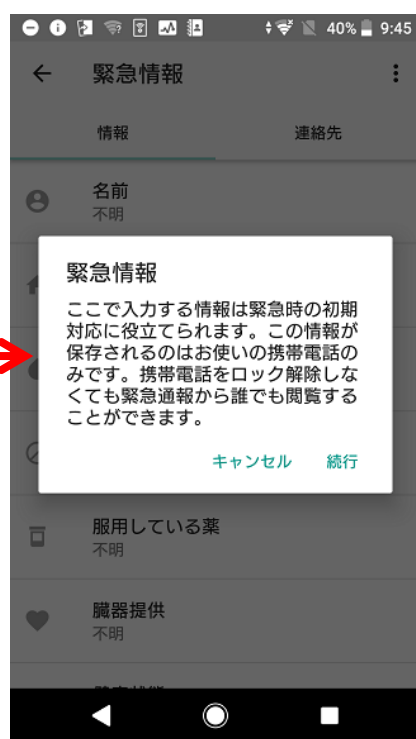 40% 9:45
緊急情報
情報 連絡先
名前
不明
緊急情報
ここで入力する情報は緊急時の初期
対応に役立てられます。この情報が
保存されるのはお使いの携帯電話の
みです。携帯電話をロック解除しな
くても緊急通報から誰でも閲覧する
ことができます。
キャンセル 続行
服用している薬
不明
臓器提供
不明